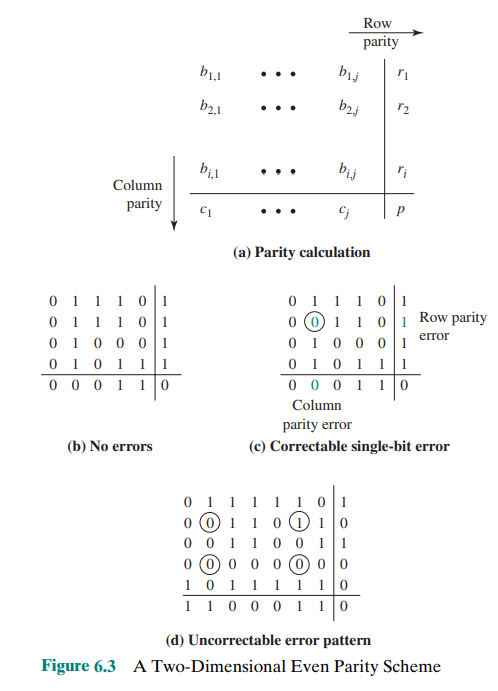 Row
parity
b1,1 • • • b1,j r1
b2,1 • • • b2,j r2
bi,1 • • • bi,j ri
Column
parity
c1 • • • cj p
(a) Parity calculation
0 1 1 1 0 1
0 1 1 1 0 1
0 1 0 0 0 1
0 1 0 1 1 1
0 0 0 1 1 0
(b) No errors
0 1 1 1 0 1
0 0 1 1 0 1
0 1 0 0 0 1
0 1 0 1 1 1
0 0 0 1 1 0
Row parity
error
Column
parity error
(c) Correctable single-bit error
0 1 1 1 1 1 0 1
0 0 1 1 0 1 1 0
0 0 1 1 0 0 1 1
0 0 0 0 0 0 0 0
1 0 1 1 1 1 1 0
1 1 0 0 0 1 1 0
(d) Uncorrectable error pattern
Figure 6.3 A Two-Dimensional Even Parity Scheme